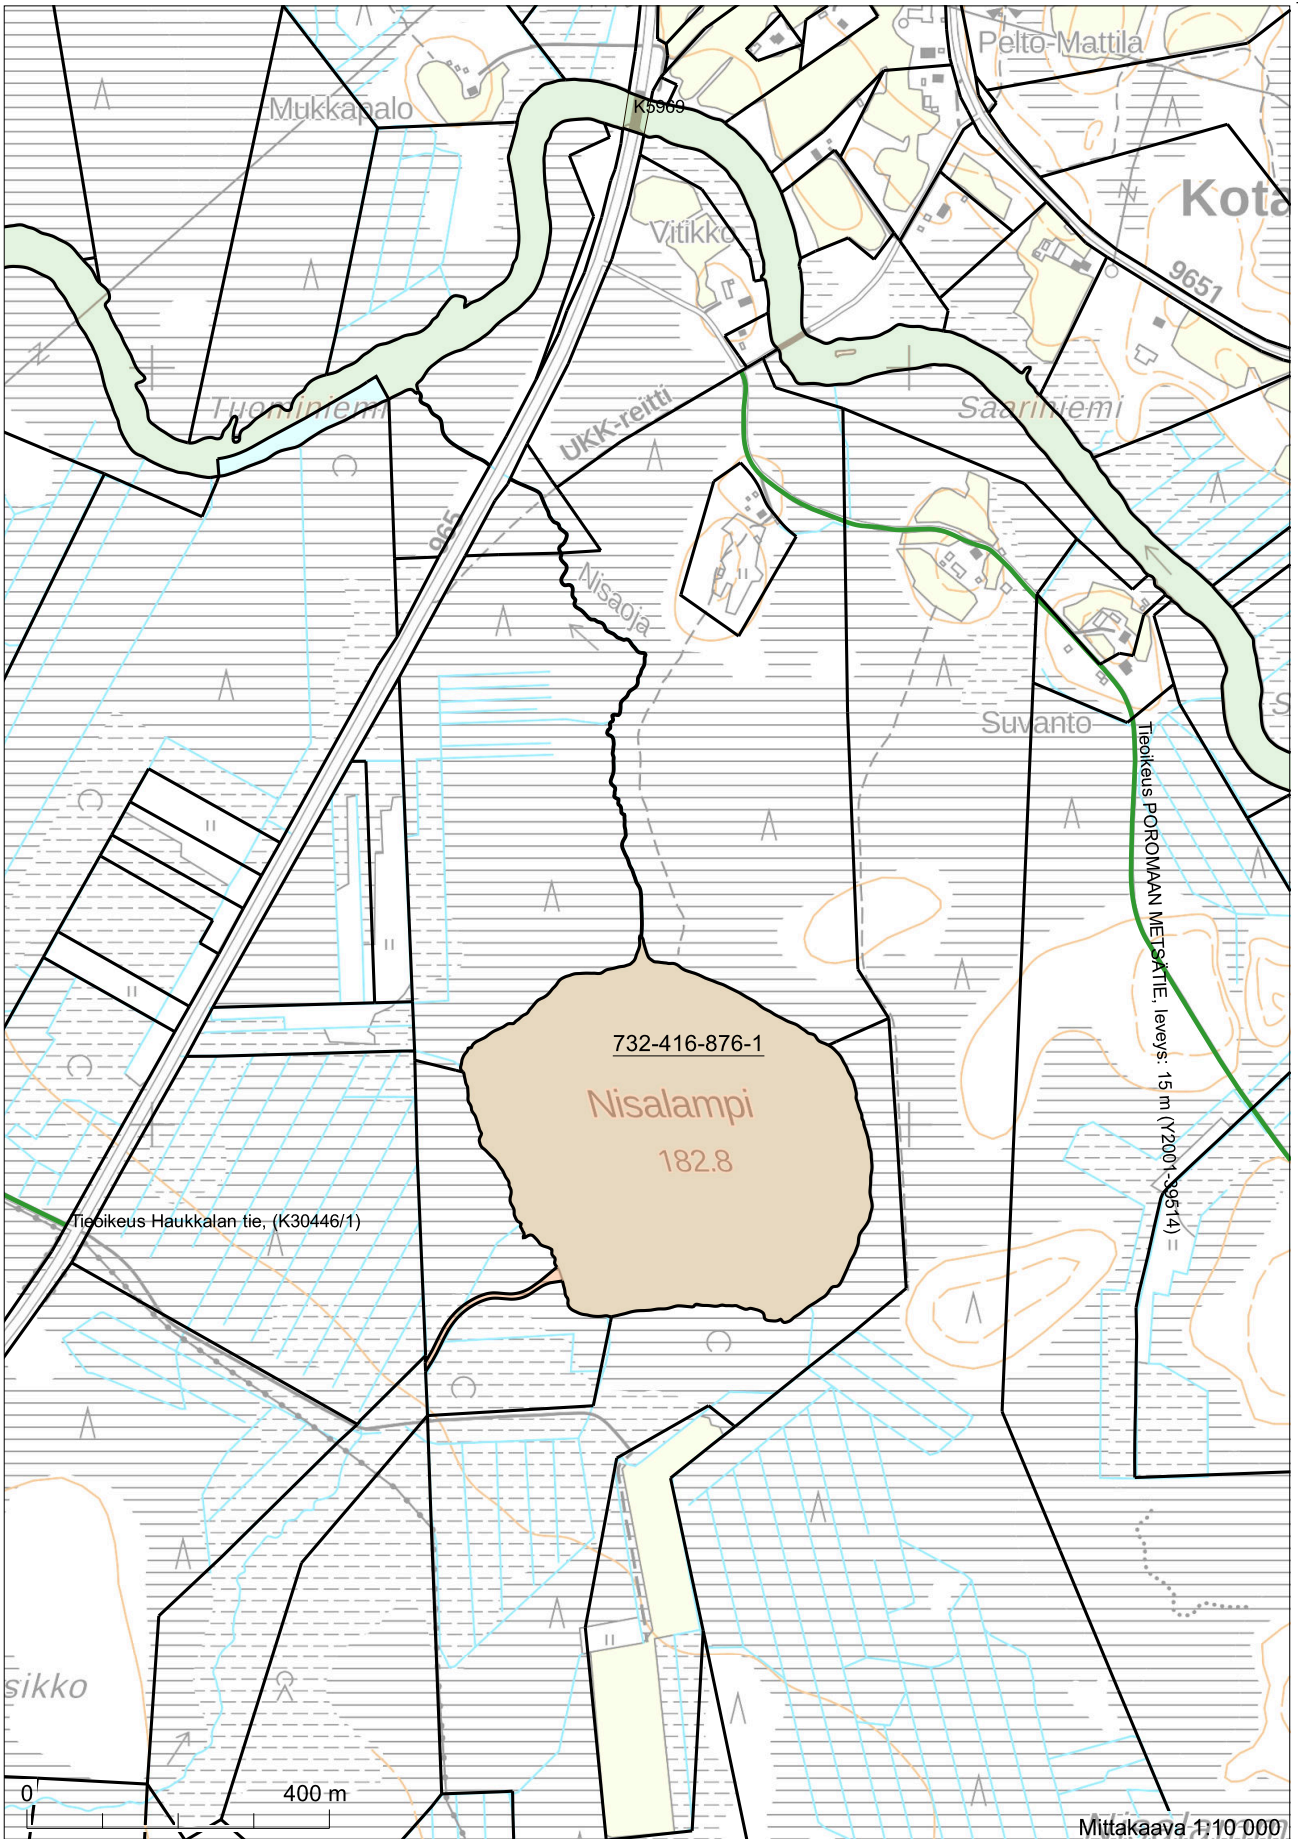 Pelto-Mattila
Mukkapalo
K5969
Kota
Vitikko
9651
Tuominiemi
Saariniemi
UKK-reitti
965
Nisaoja
Suvanto
S
Tieoikeus POROMAAN METSÄTIE, leveys: 15 m (Y2001-39514)
732-416-876-1
Nisalampi
182.8
Tieoikeus Haukkalan tie, (K30446/1)
sikko
0
400 m
Mittakaava 1:10 000